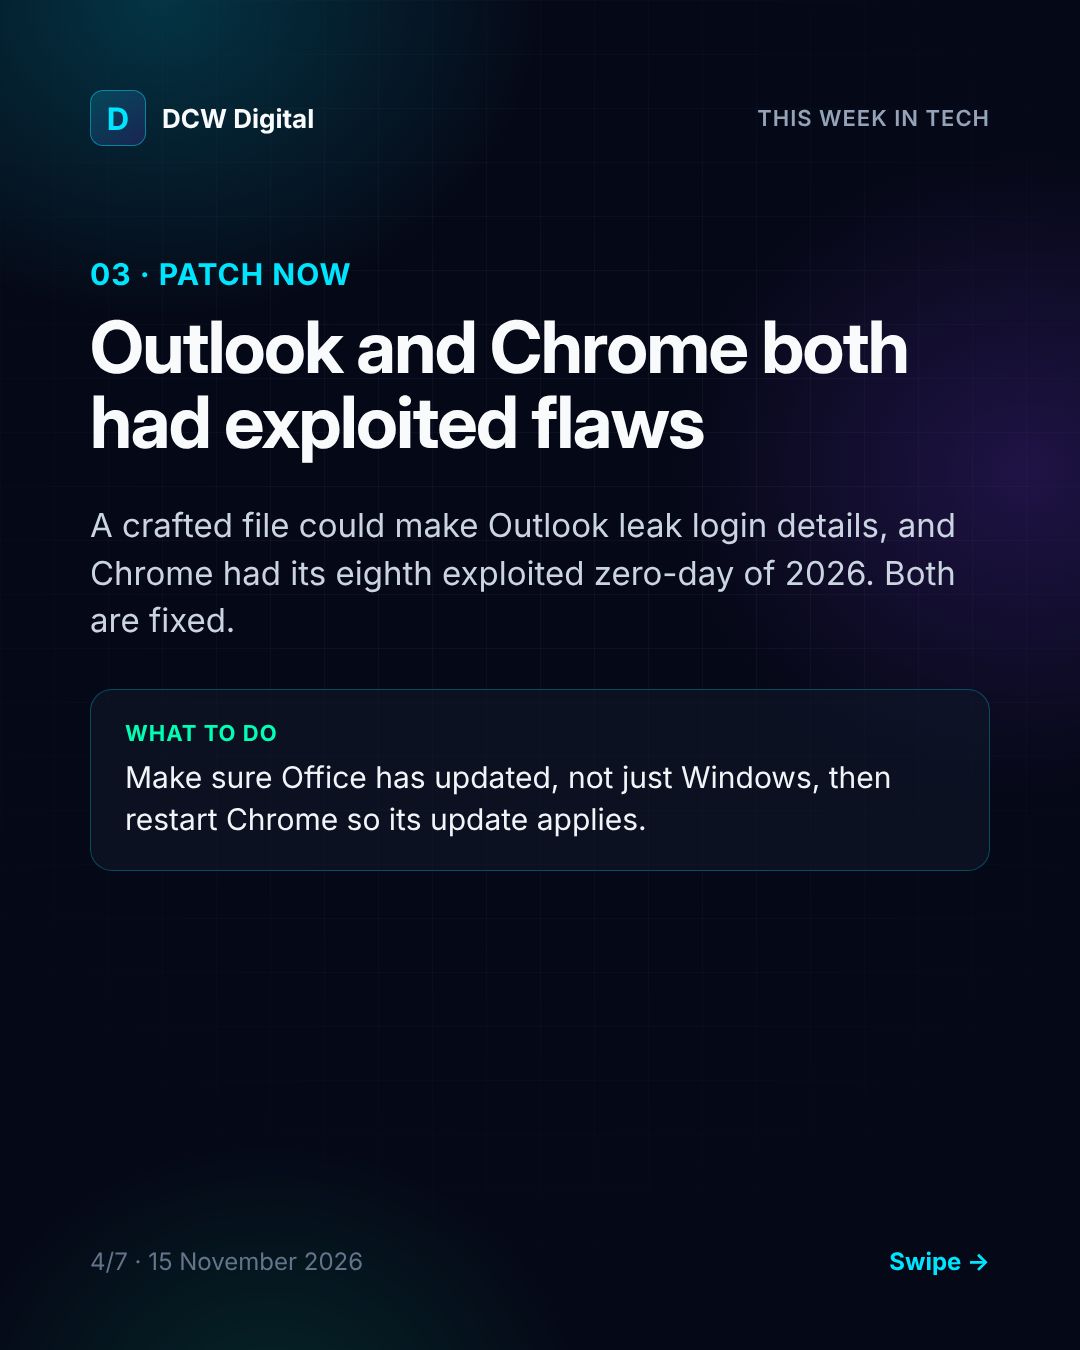 D
DCW Digital
THIS WEEK IN TECH
03 · PATCH NOW
Outlook and Chrome both
had exploited flaws
A crafted file could make Outlook leak login details, and
Chrome had its eighth exploited zero-day of 2026. Both
are fixed.
WHAT TO DO
Make sure Office has updated, not just Windows, then
restart Chrome so its update applies.
4/7 · 15 November 2026
Swipe →